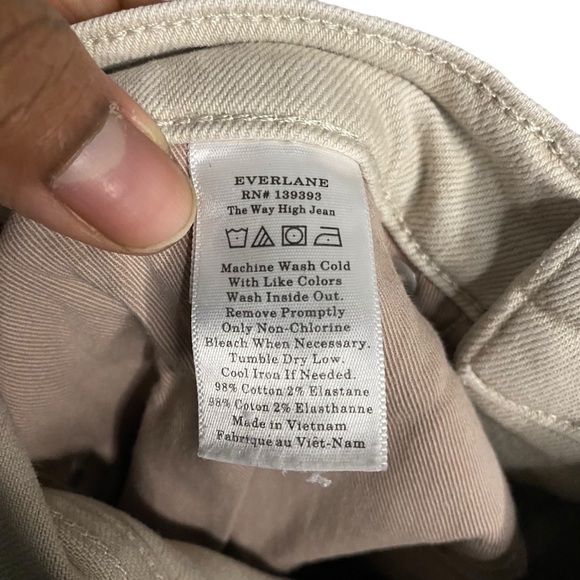 EVERLANE
RN# 139393
The Way High Jean
Machine Wash Cold
With Like Colors
Wash Inside Out.
Remove Promptly
Only Non-Chlorine
Bleach When Necessary.
Tumble Dry Low.
Cool Iron If Needed.
98% Cotton 2% Elastane
98% Coton 2% Elasthanne
Made in Vietnam
Fabrique au Viêt-Nam